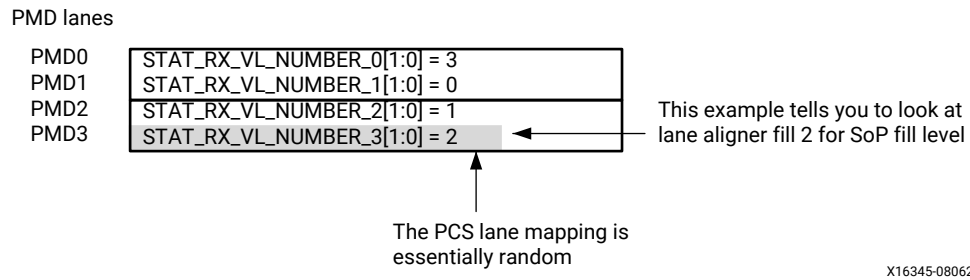 PMD lanes
PMD0 STAT_RX_VL_NUMBER_0[1:0] = 3
PMD1 STAT_RX_VL_NUMBER_1[1:0] = 0
PMD2 STAT_RX_VL_NUMBER_2[1:0] = 1
PMD3 STAT_RX_VL_NUMBER_3[1:0] = 2
This example tells you to look at
lane aligner fill 2 for SoP fill level
The PCS lane mapping is
essentially random
X16345-08062